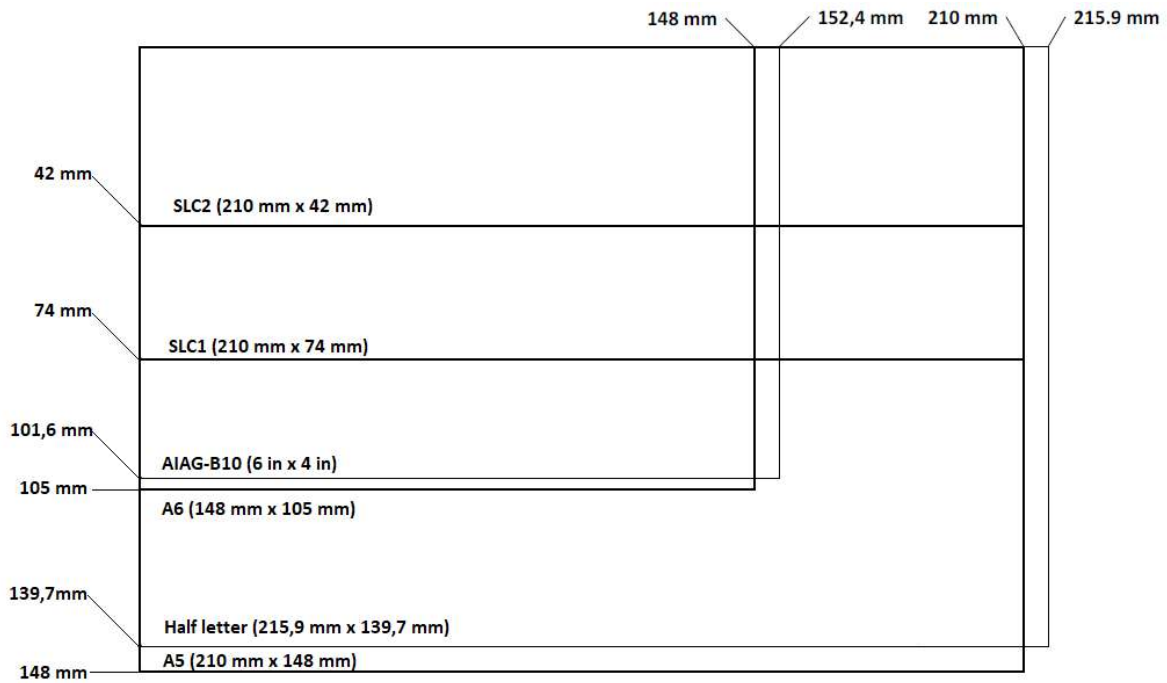 148 mm 152,4 mm 210 mm 215.9 mm
42 mm
SLC2 (210 mm x 42 mm)
74 mm
SLC1 (210 mm x 74 mm)
101,6 mm
AIAG-B10 (6 in x 4 in)
105 mm
A6 (148 mm x 105 mm)
139,7mm
Half letter (215,9 mm x 139,7 mm)
A5 (210 mm x 148 mm)
148 mm